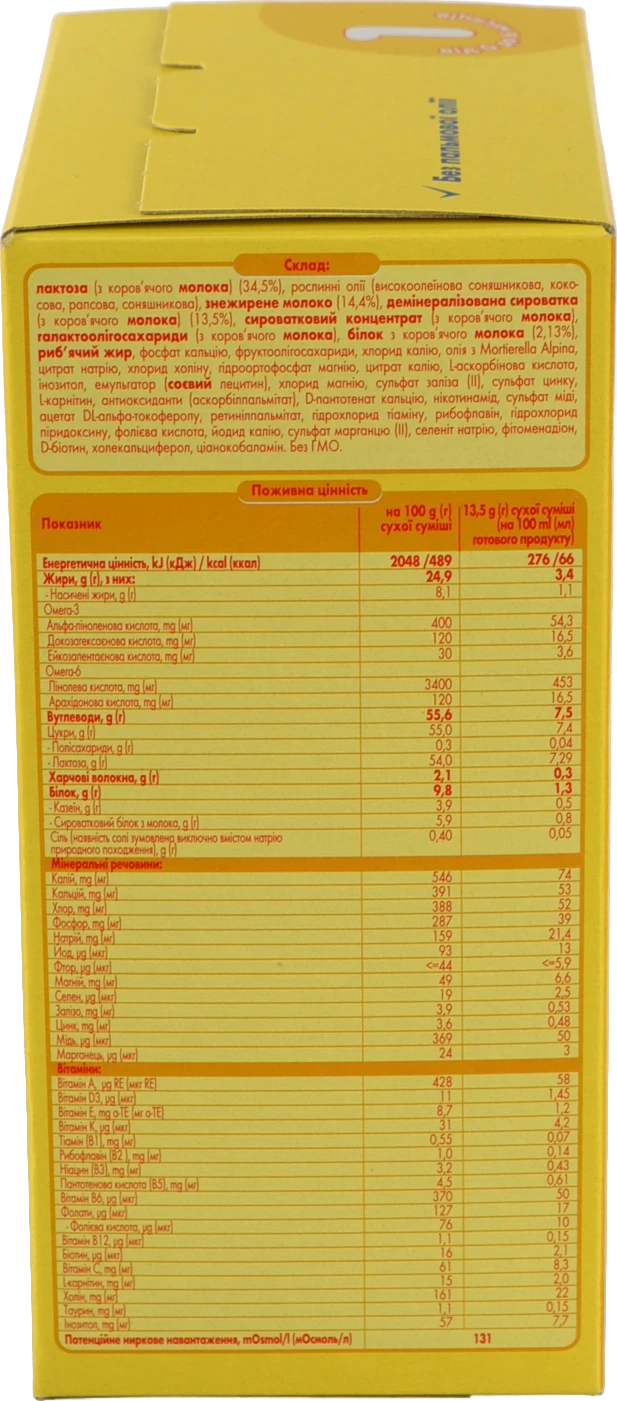 1
Без пальмової олії
Склад:
лактоза (з коров'ячого молока) (34,5%), рослинні олії (високоолеїнова соняшникова, коко-
сова, рапсова, соняшникова), знежирене молоко (14,4%), демінералізована сироватка
(з коров'ячого молока) (13,5%), сироватковий концентрат (з коров'ячого молока),
галактоолігосахариди (з коров'ячого молока), білок з коров'ячого молока (2,13%),
риб'ячий жир, фосфат кальцію, фруктоолігосахариди, хлорид калію, олія з Mortierella Alpina,
цитрат натрію, хлорид холіну, гідроортофосфат магнію, цитрат калію, L-аскорбінова кислота,
інозитол, емульгатор (соєвий лецитин), хлорид магнію, сульфат заліза (II), сульфат цинку,
L-карнітин, антиоксиданти (аскорбілпальмітат), D-пантотенат кальцію, нікотинамід, сульфат міді,
ацетат DL-альфа-токоферолу, ретинілпальмітат, гідрохлорид тіаміну, рибофлавін, гідрохлорид
піридоксину, фолієва кислота, йодид калію, сульфат марганцю (II), селеніт натрію, фітоменадіон,
D-біотин, холекальциферол, ціанокобаламін. Без ГМО.
Поживна цінність
Показник на 100 g (г) сухої суміші 13,5 g (г) сухої суміші (на 100 ml (мл) готового продукту)
Енергетична цінність, kJ (кДж) / kcal (ккал) 2048 /489 276 /66
Жири, g (г), з них: 24,9 3,4
- Насичені жири, g (г) 8,1 1,1
Омега-3
Альфа-ліноленова кислота, mg (мг) 400 54,3
Докозагексаєнова кислота, mg (мг) 120 16,5
Ейкозапентаєнова кислота, mg (мг) 30 3,6
Омега-6
Лінолева кислота, mg (мг) 3400 453
Арахідонова кислота, mg (мг) 120 16,5
Вуглеводи, g (г) 55,6 7,5
Цукри, g (г) 55,0 7,4
- Полісахариди, g (г) 0,3 0,04
- Лактоза, g (г) 54,0 7,29
Харчові волокна, g (г) 2,1 0,3
Білок, g (г) 9,8 1,3
- Казеїн, g (г) 3,9 0,5
- Сироватковий білок з молока, g (г) 5,9 0,8
Сіль (наявність солі зумовлена виключно вмістом натрію
природного походження), g (г) 0,40 0,05
Мінеральні речовини:
Калій, mg (мг) 546 74
Кальцій, mg (мг) 391 53
Хлор, mg (мг) 388 52
Фосфор, mg (мг) 287 39
Натрій, mg (мг) 159 21,4
Йод, µg (мкг) 93 13
Фтор, µg (мкг) <=44 <=5,9
Магній, mg (мг) 49 6,6
Селен, µg (мкг) 19 2,5
Залізо, mg (мг) 3,9 0,53
Цинк, mg (мг) 3,6 0,48
Мідь, µg (мкг) 369 50
Марганець, µg (мкг) 24 3
Вітаміни:
Вітамін A, µg RE (мкг RE) 428 58
Вітамін D3, µg (мкг) 11 1,45
Вітамін E, mg α-TE (мг α-TE) 8,7 1,2
Вітамін K, µg (мкг) 31 4,2
Тіамін (B1), mg (мг) 0,55 0,07
Рибофлавін (B2 ), mg (мг) 1,0 0,14
Ніацин (B3), mg (мг) 3,2 0,43
Пантотенова кислота (B5), mg (мг) 4,5 0,61
Вітамін B6, µg (мкг) 370 50
Фолати, µg (мкг) 127 17
- Фолієва кислота, µg (мкг) 76 10
Вітамін B12, µg (мкг) 1,1 0,15
Біотин, µg (мкг) 16 2,1
Вітамін C, mg (мг) 61 8,3
L-карнітин, mg (мг) 15 2,0
Холін, mg (мг) 161 22
Таурин, mg (мг) 1,1 0,15
Інозитол, mg (мг) 57 7,7
Потенційне ниркове навантаження, mOsmol/l (мОсмоль/л) 131